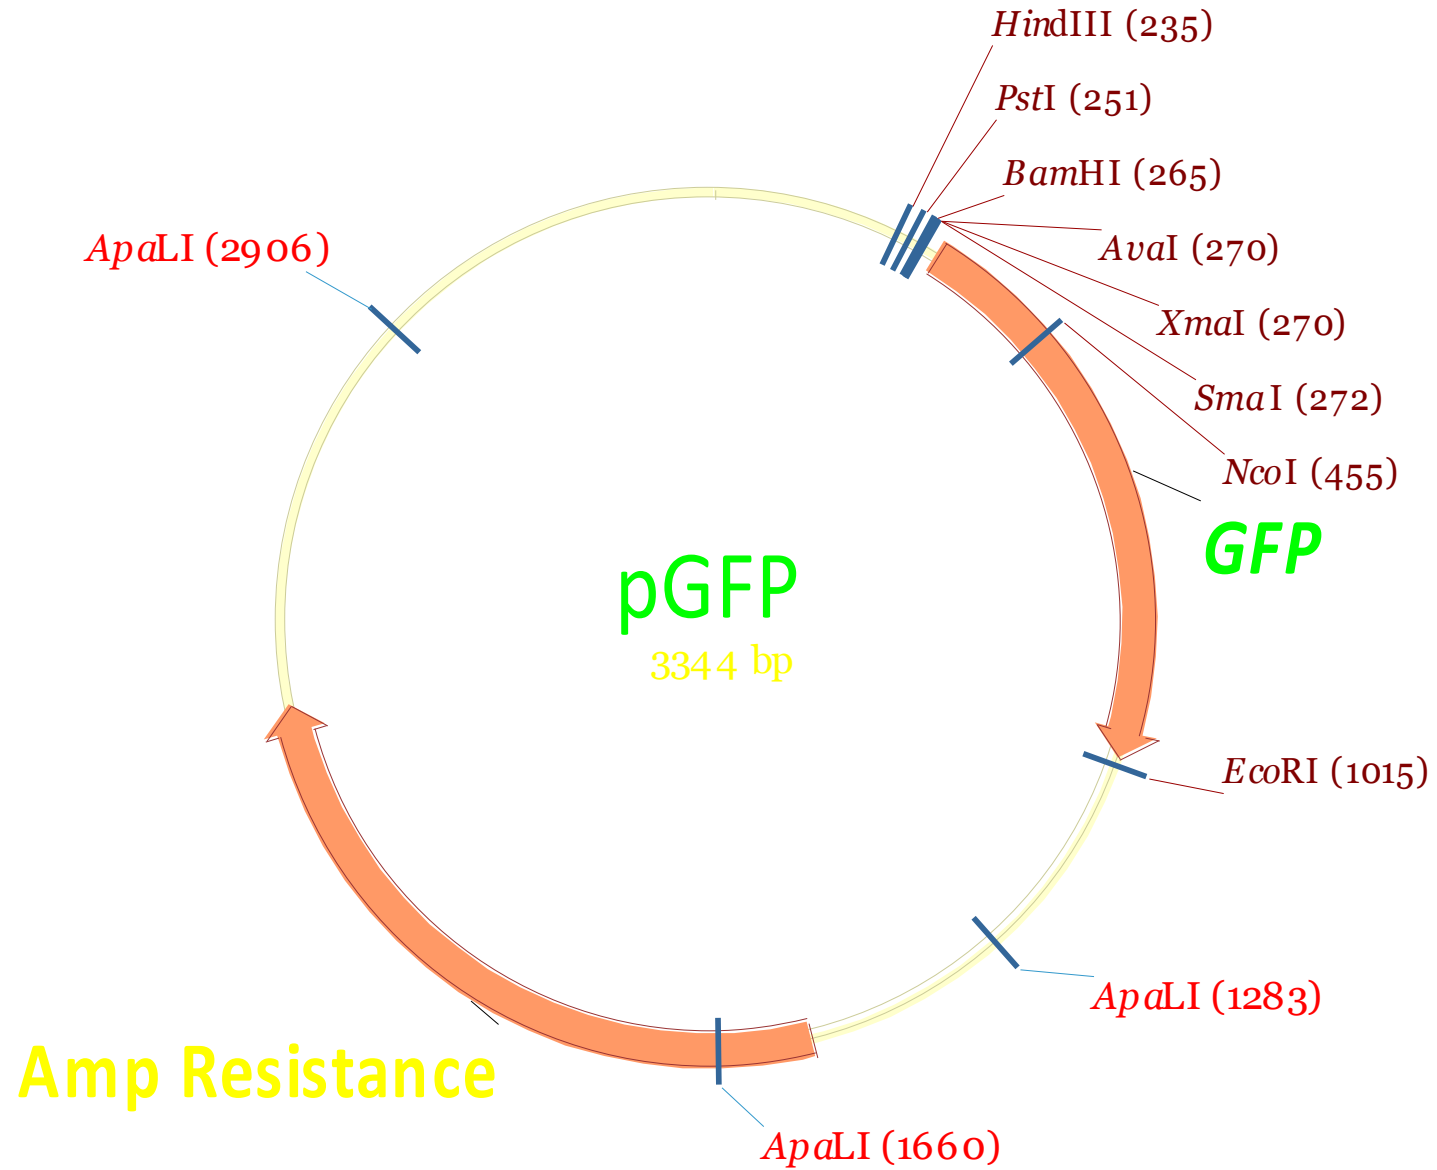 HindIII (235)
PstI (251)
BamHI (265)
AvaI (270)
XmaI (270)
SmaI (272)
NcoI (455)
GFP
ApaLI (2906)
pGFP
3344 bp
EcoRI (1015)
ApaLI (1283)
Amp Resistance
ApaLI (1660)